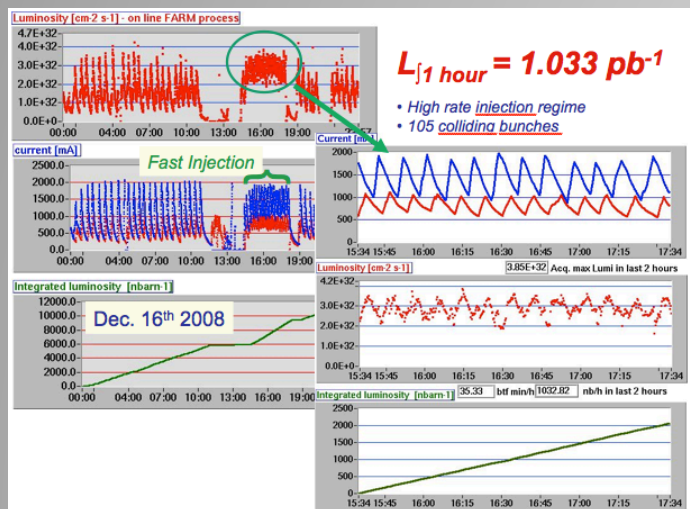 Luminosity [cm-2 s-1] - on line FARM process
4.7E+32
4.0E+32
3.0E+32
2.0E+32
1.0E+32
0.0E+0
00:00 04:00 07:00 10:00 13:00 16:00 19:00
L∫1 hour = 1.033 pb-1
• High rate injection regime
• 105 colliding bunches
current [mA]
2500.0
2000.0
1500.0
1000.0
500.0
0.0
00:00 04:00 07:00 10:00 13:00 16:00 19:00
Fast Injection
Integrated luminosity [nbarn-1]
12000.0
10000.0
8000.0
6000.0
4000.0
2000.0
0.0
00:00 04:00 07:00 10:00 13:00 16:00 19:00
Dec. 16th 2008
2000
1500
1000
500
0
15:34 15:45 16:00 16:15 16:30 16:45 17:00 17:15 17:34
Luminosity [cm-2 s-1] 3.85E+32 Acq. max Lumi in last 2 hours
4.2E+32
3.0E+32
2.0E+32
1.0E+32
0.0E+0
15:34 15:45 16:00 16:15 16:30 16:45 17:00 17:15 17:34
Integrated luminosity [nbarn-1] 35.33 btf min/h 1032.82 nb/h in last 2 hours
2500
2000
1500
1000
500
0
15:34 15:45 16:00 16:15 16:30 16:45 17:00 17:15 17:34